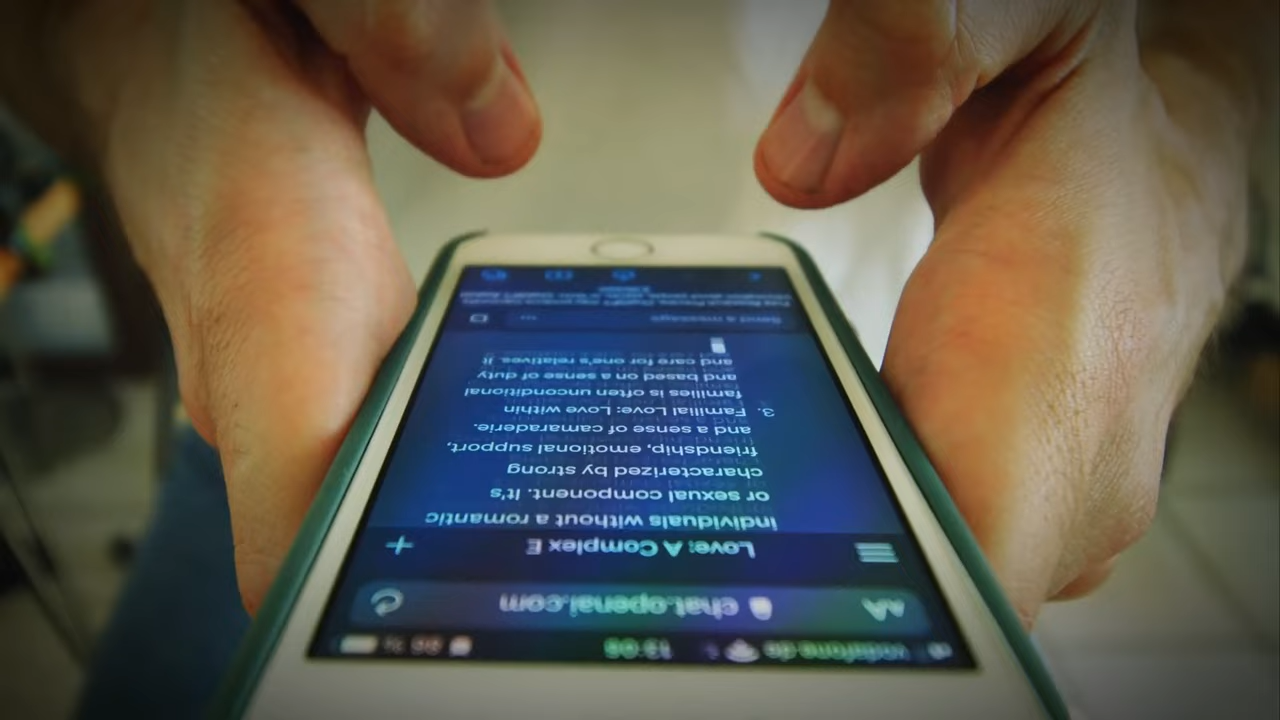 vodafone.de 13:09
AA chat.openai.com
Love: A Complex E +
individuals without a romantic
or sexual component. It's
characterized by strong
friendship, emotional support,
and a sense of camaraderie.
3. Familial Love: Love within
families is often unconditional
and based on a sense of duty
and care for one's relatives. It
Send a message